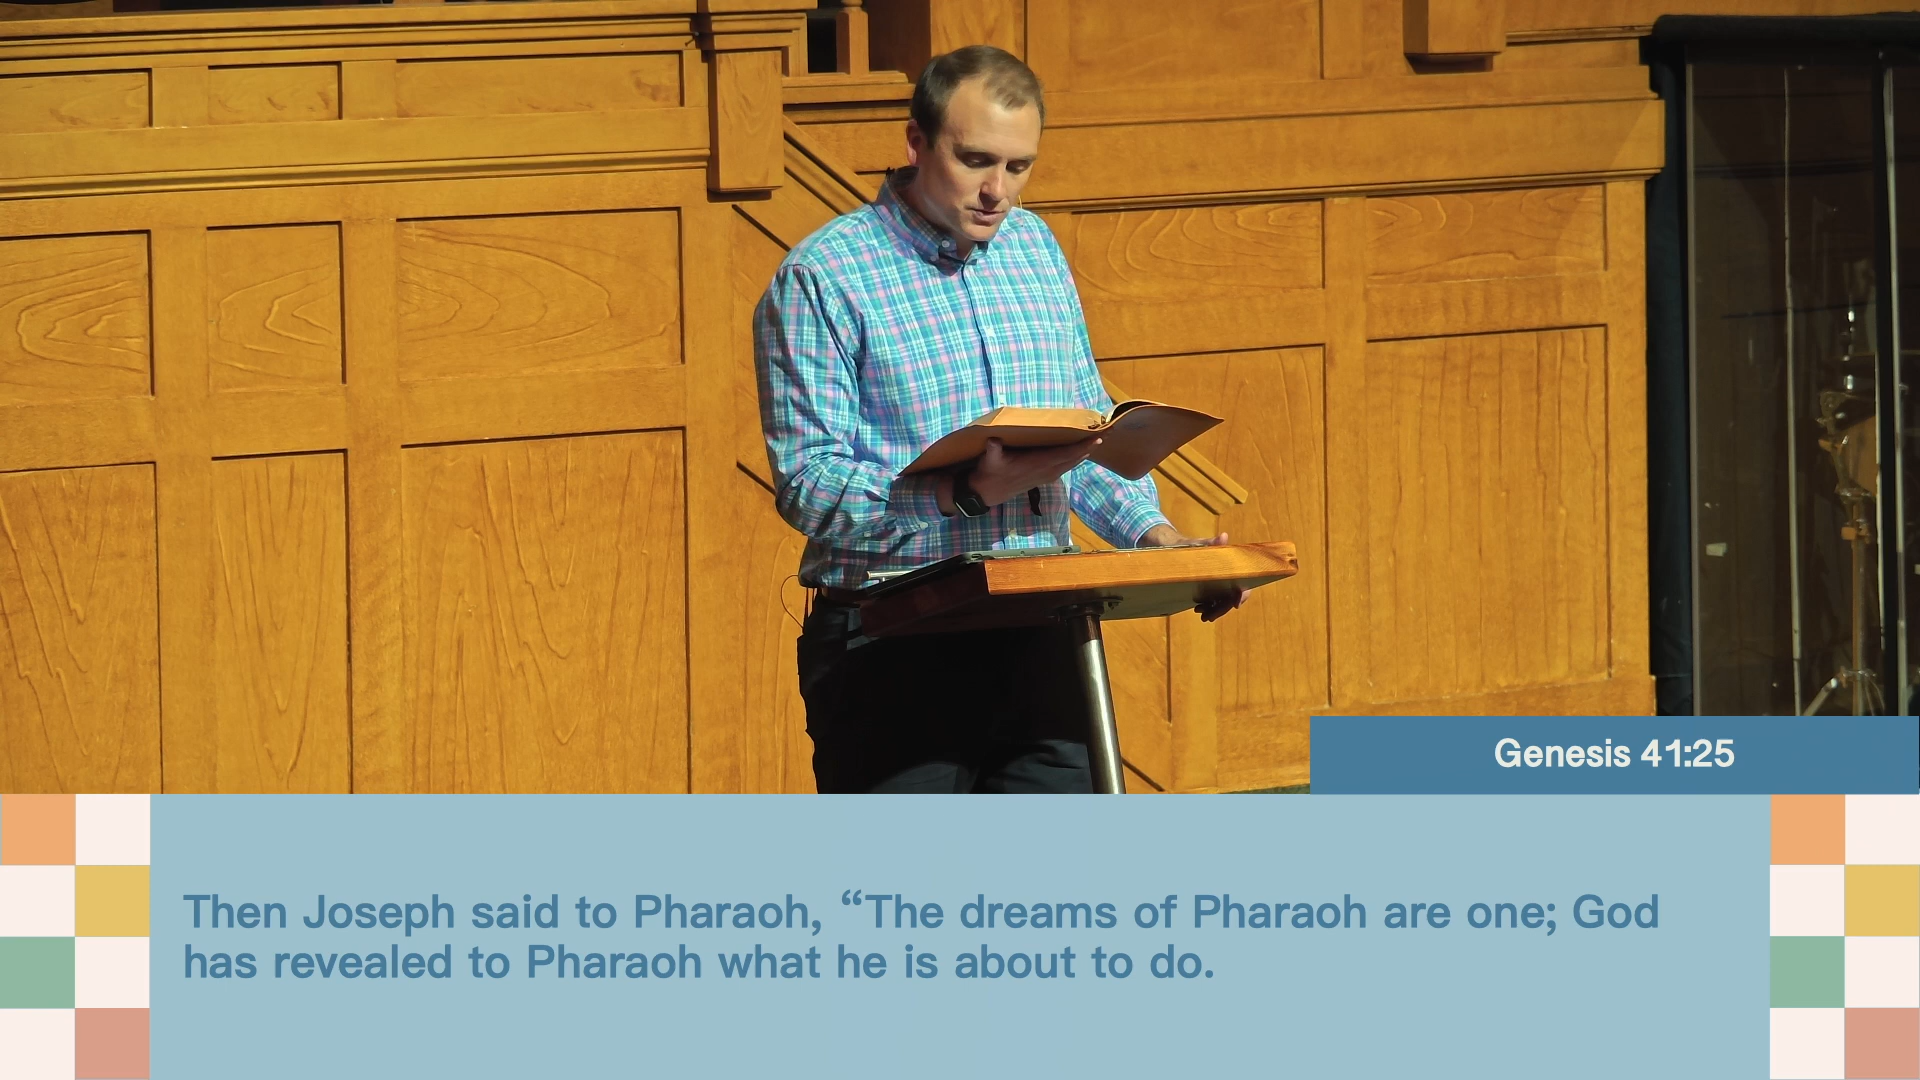 Genesis 41:25
Then Joseph said to Pharaoh, “The dreams of Pharaoh are one; God
has revealed to Pharaoh what he is about to do.